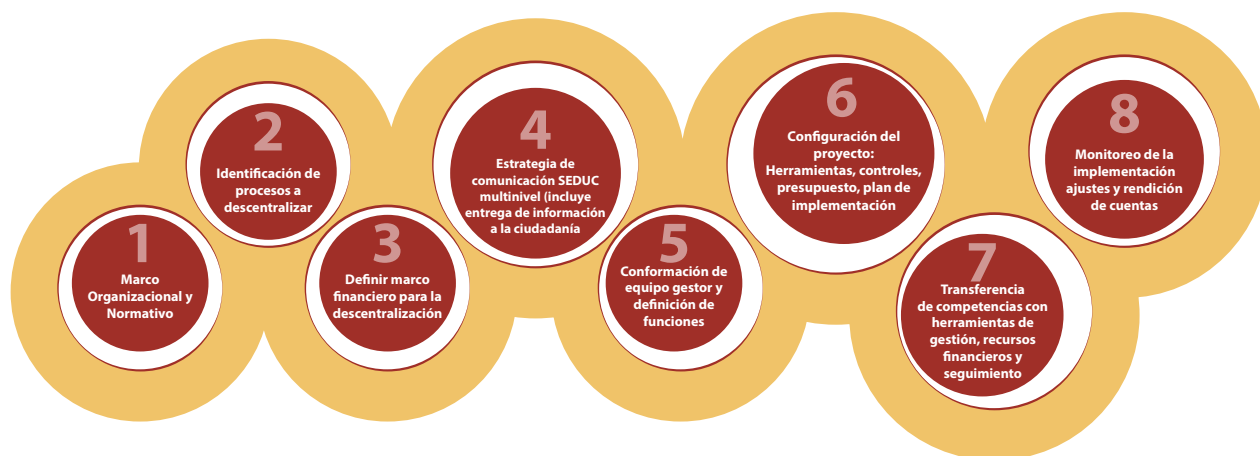 1
Marco
Organizacional y
Normativo
2
Identificación de
procesos a
descentralizar
3
Definir marco
financiero para la
descentralización
4
Estrategia de
comunicación SEDUC
multinivel (incluye
entrega de información
a la ciudadanía
5
Conformación de
equipo gestor y
definición de
funciones
6
Configuración del
proyecto:
Herramientas, controles,
presupuesto, plan de
implementación
7
Transferencia
de competencias con
herramientas de
gestión, recursos
financieros y
seguimiento
8
Monitoreo de la
implementación
ajustes y rendición
de cuentas